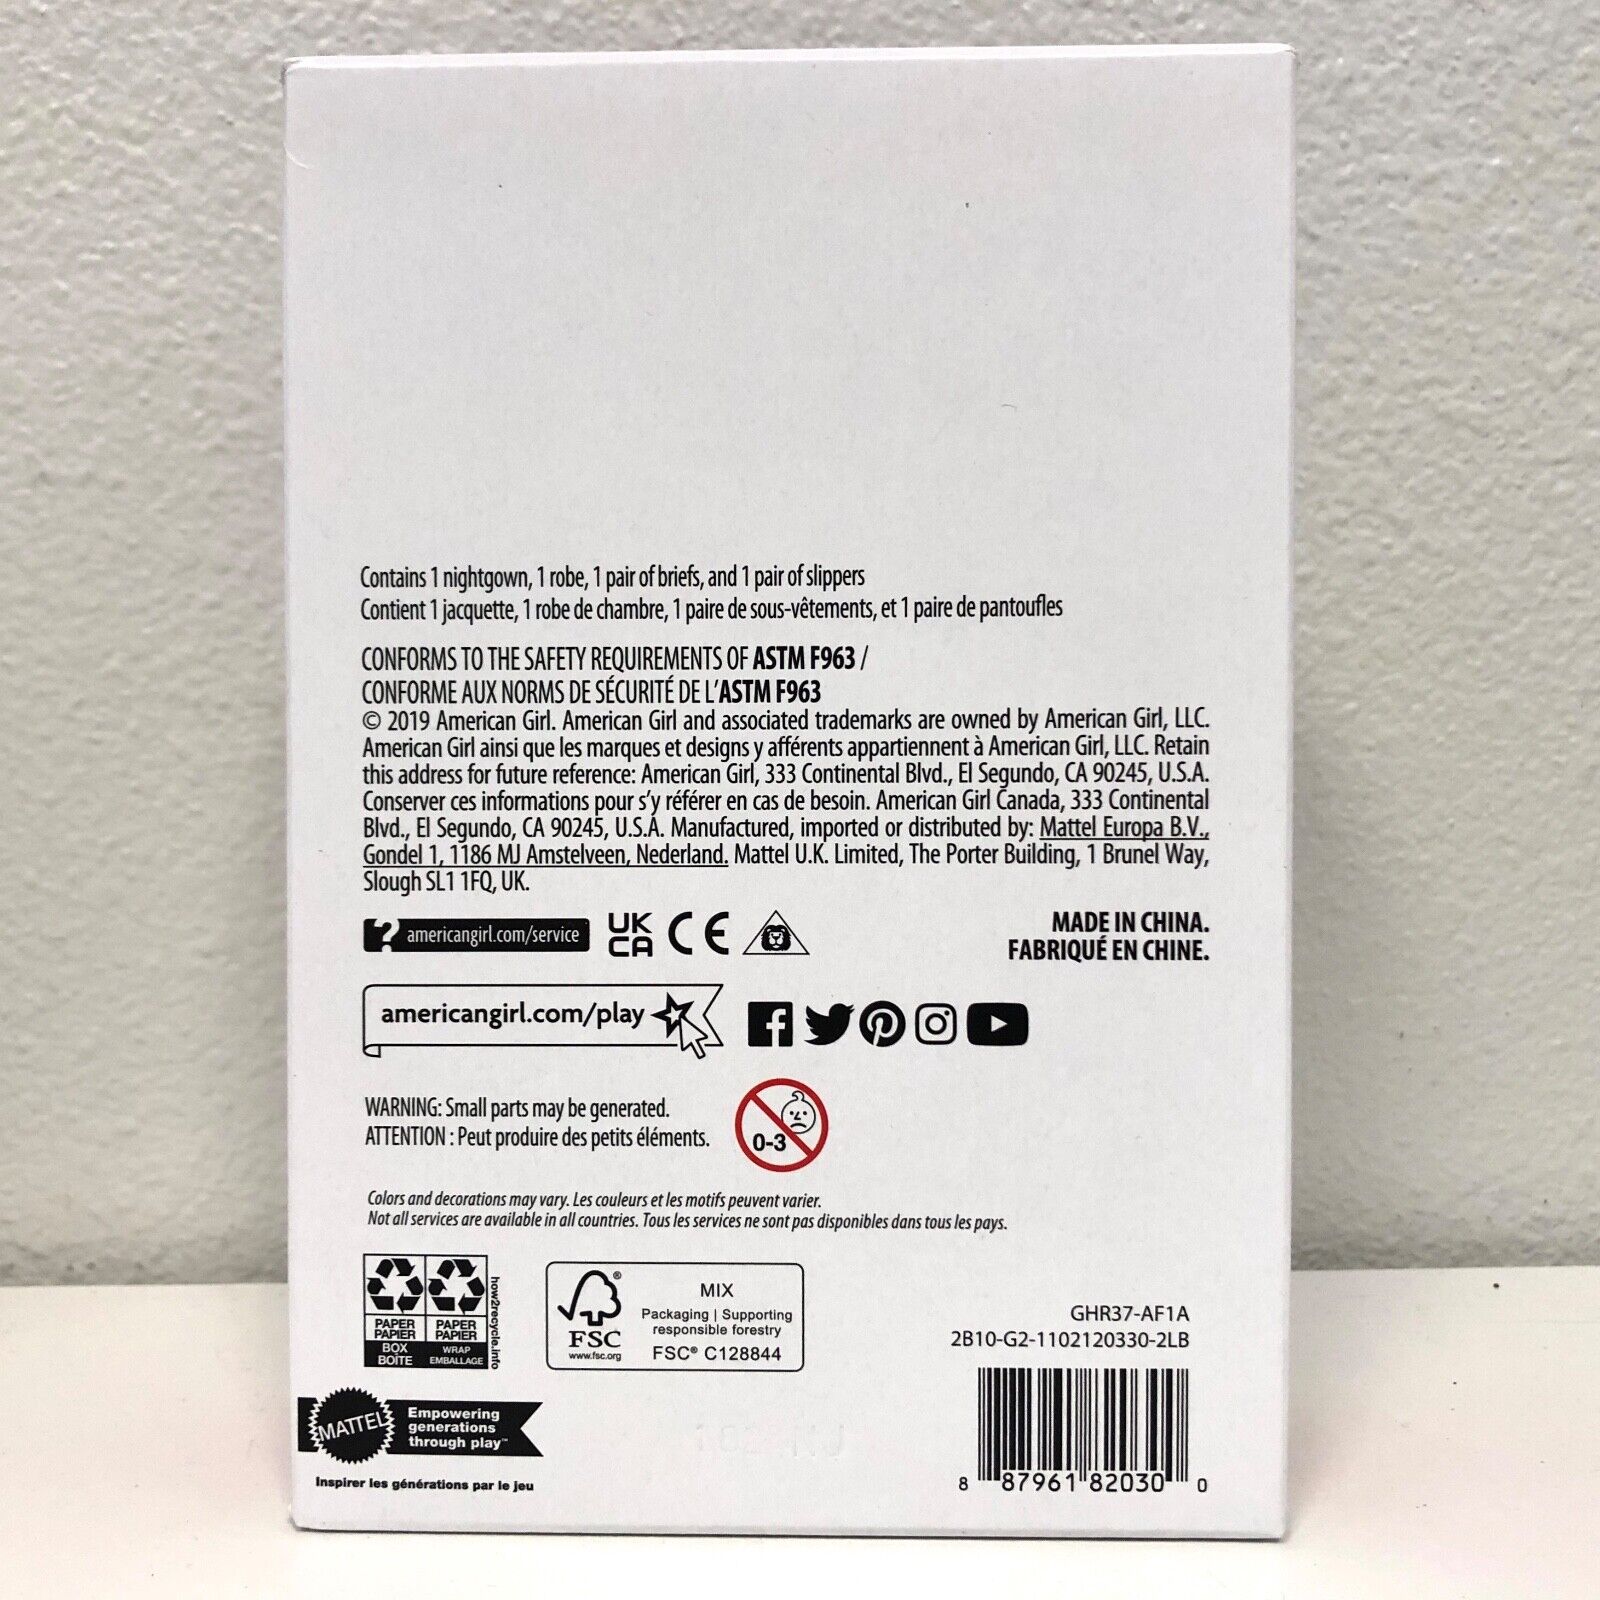 Contains 1 nightgown, 1 robe, 1 pair of briefs, and 1 pair of slippers
Contient 1 jacquette, 1 robe de chambre, 1 paire de sous-vêtements, et 1 paire de pantoufles
CONFORMS TO THE SAFETY REQUIREMENTS OF ASTM F963 /
CONFORME AUX NORMS DE SÉCURITÉ DE L'ASTM F963
© 2019 American Girl. American Girl and associated trademarks are owned by American Girl, LLC.
American Girl ainsi que les marques et designs y afférents appartiennent à American Girl, LLC. Retain
this address for future reference: American Girl, 333 Continental Blvd., El Segundo, CA 90245, U.S.A.
Conserver ces informations pour s'y référer en cas de besoin. American Girl Canada, 333 Continental
Blvd., El Segundo, CA 90245, U.S.A. Manufactured, imported or distributed by: Mattel Europa B.V.,
Gondel 1, 1186 MJ Amstelveen, Nederland. Mattel U.K. Limited, The Porter Building, 1 Brunel Way,
Slough SL1 1FQ, UK.
? americangirl.com/service
UK
CA
CE
MADE IN CHINA.
FABRIQUÉ EN CHINE.
americangirl.com/play
WARNING: Small parts may be generated.
ATTENTION : Peut produire des petits éléments.
0-3
Colors and decorations may vary. Les couleurs et les motifs peuvent varier.
Not all services are available in all countries. Tous les services ne sont pas disponibles dans tous les pays.
PAPER
PAPIER
BOX
BOÎTE
PAPER
PAPIER
WRAP
EMBALLAGE
how2recycle.info
FSC
www.fsc.org
MIX
Packaging | Supporting
responsible forestry
FSC® C128844
GHR37-AF1A
2B10-G2-1102120330-2LB
MATTEL
Empowering
generations
through play™
Inspirer les générations par le jeu
8 87961 82030 0